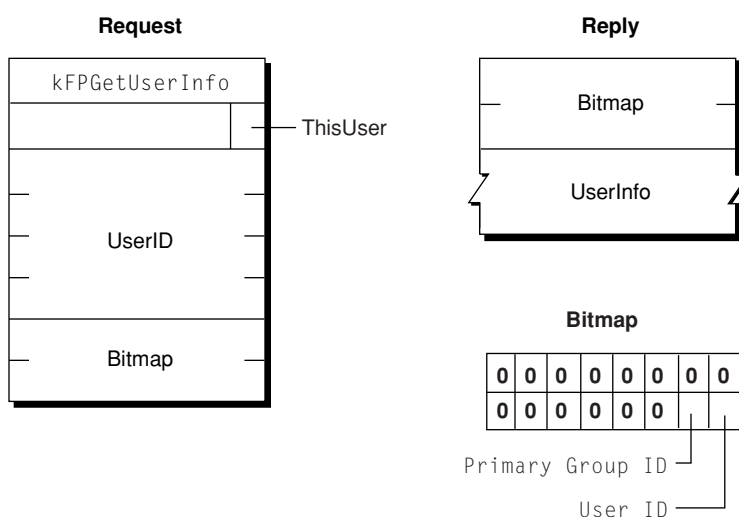 Request
kFPGetUserInfo
ThisUser
UserID
Bitmap
Reply
Bitmap
UserInfo
Bitmap
0 0 0 0 0 0 0 0
0 0 0 0 0 0
Primary Group ID
User ID